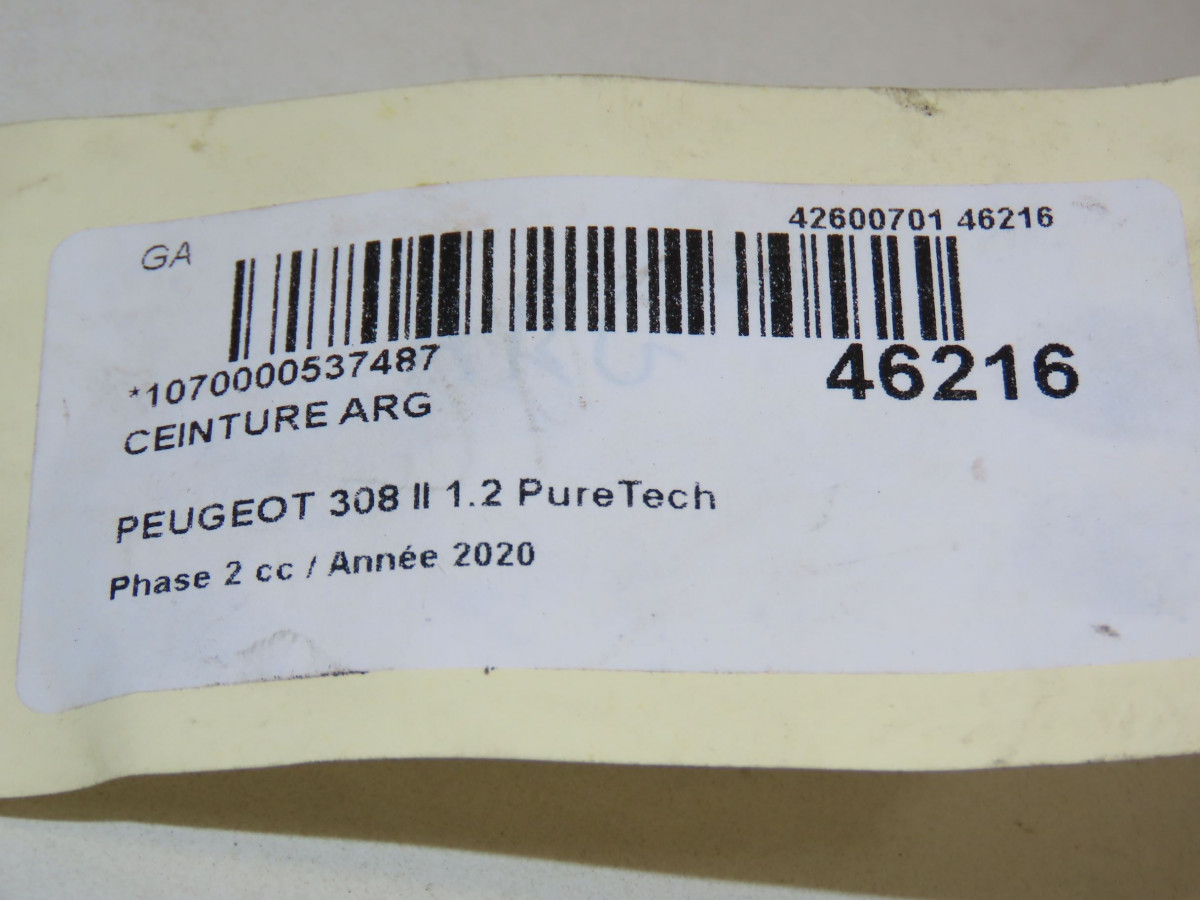 GA
42600701 46216
*1070000537487
46216
CEINTURE ARG
PEUGEOT 308 II 1.2 PureTech
Phase 2 cc / Année 2020